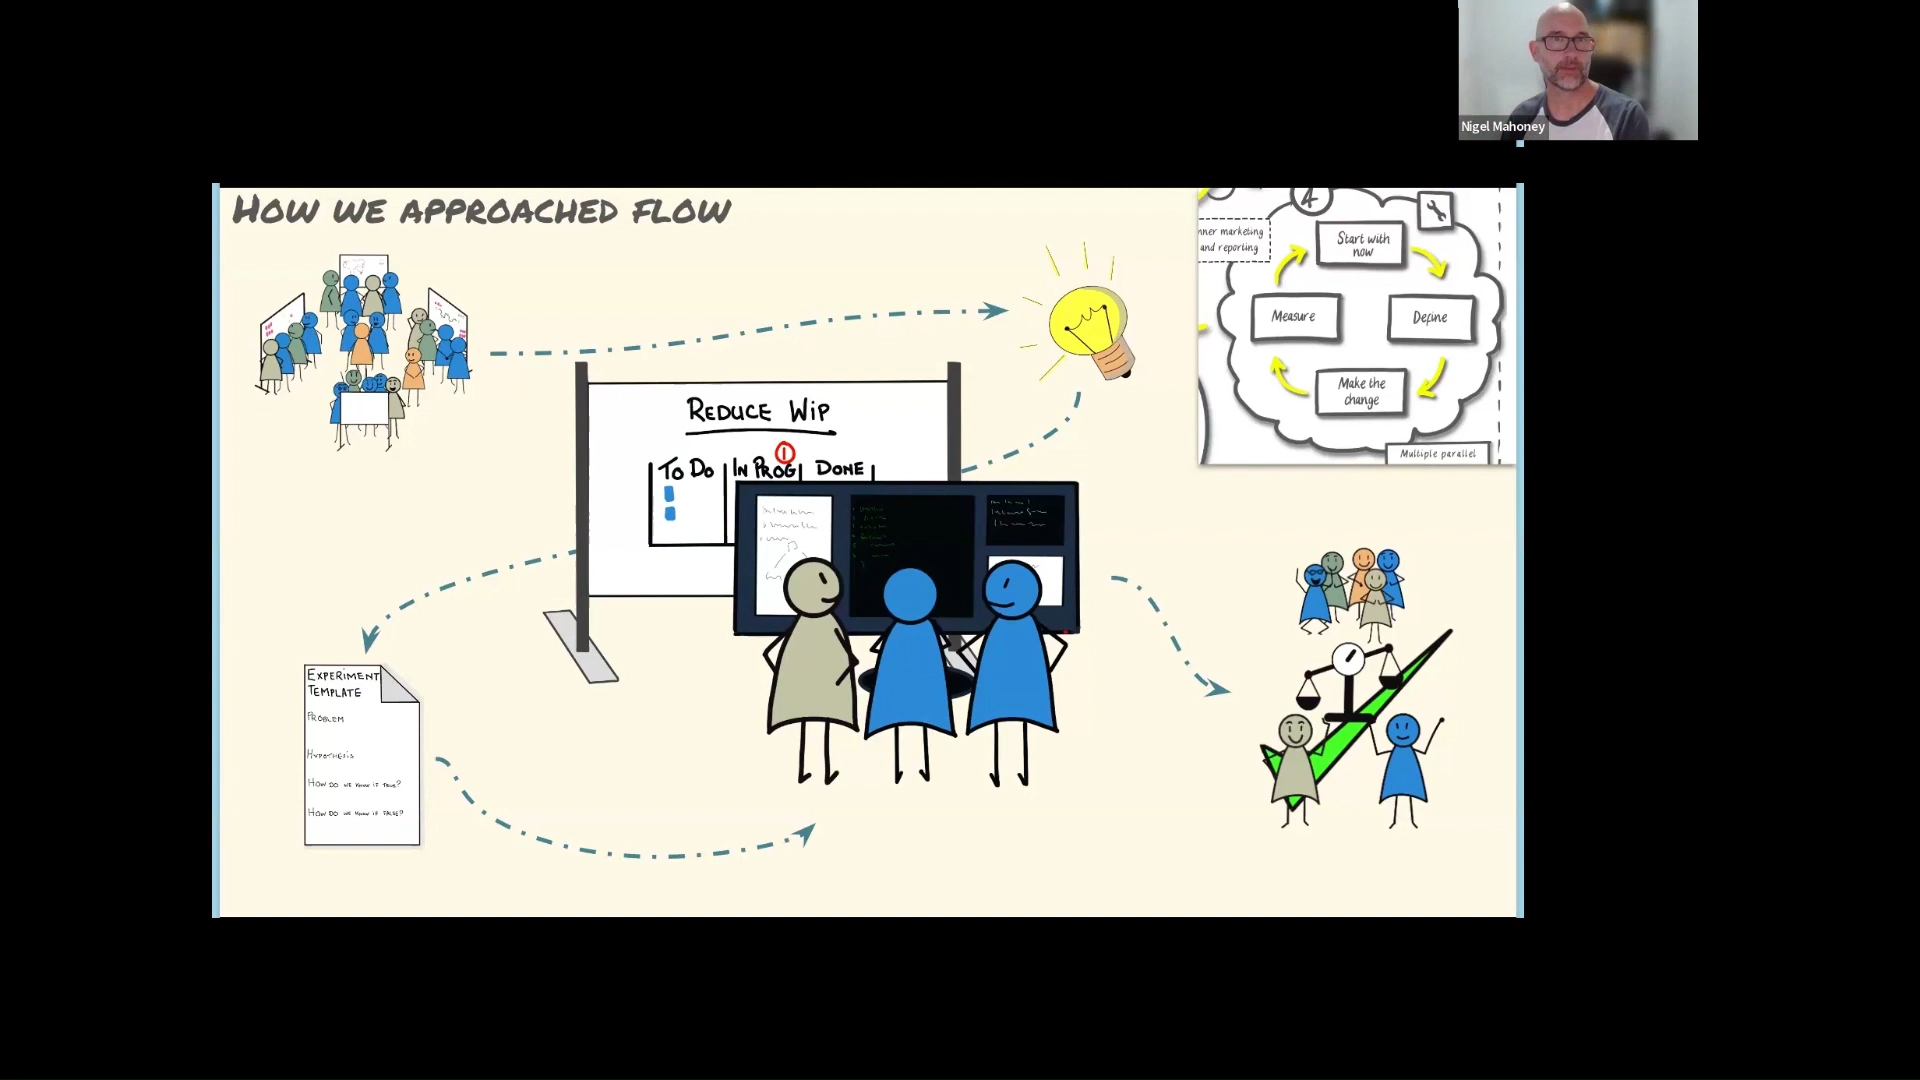 Nigel Mahoney
HOW WE APPROACHED FLOW
4
nner marketing
and reporting
Start with
now
Measure
Define
Make the
change
Multiple parallel
REDUCE WIP
1
TO DO IN PROG DONE
EXPERIMENT
TEMPLATE
PROBLEM
HYPOTHESIS
HOW DO WE KNOW IF TRUE?
HOW DO WE KNOW IF FALSE?